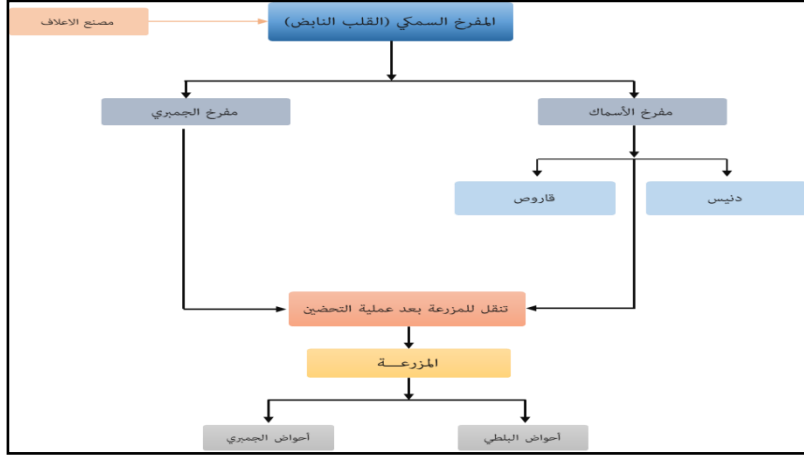 المفرخ السمكي (القلب النابض)
مصنع الاعلاف
مفرخ الأسماك
مفرخ الجمبري
دنيس
قاروص
تنقل للمزرعة بعد عملية التحضين
المزرعـــة
أحواض البلطي
أحواض الجمبري